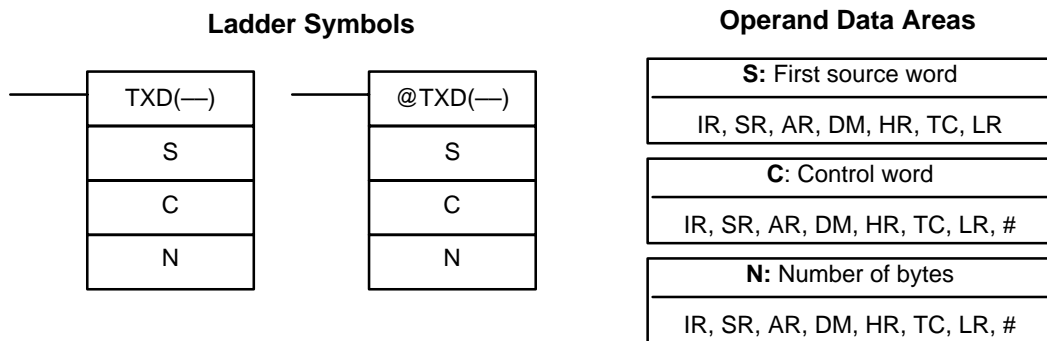 Ladder Symbols
TXD(—)
S
C
N
@TXD(—)
S
C
N
Operand Data Areas
S: First source word
IR, SR, AR, DM, HR, TC, LR
C: Control word
IR, SR, AR, DM, HR, TC, LR, #
N: Number of bytes
IR, SR, AR, DM, HR, TC, LR, #